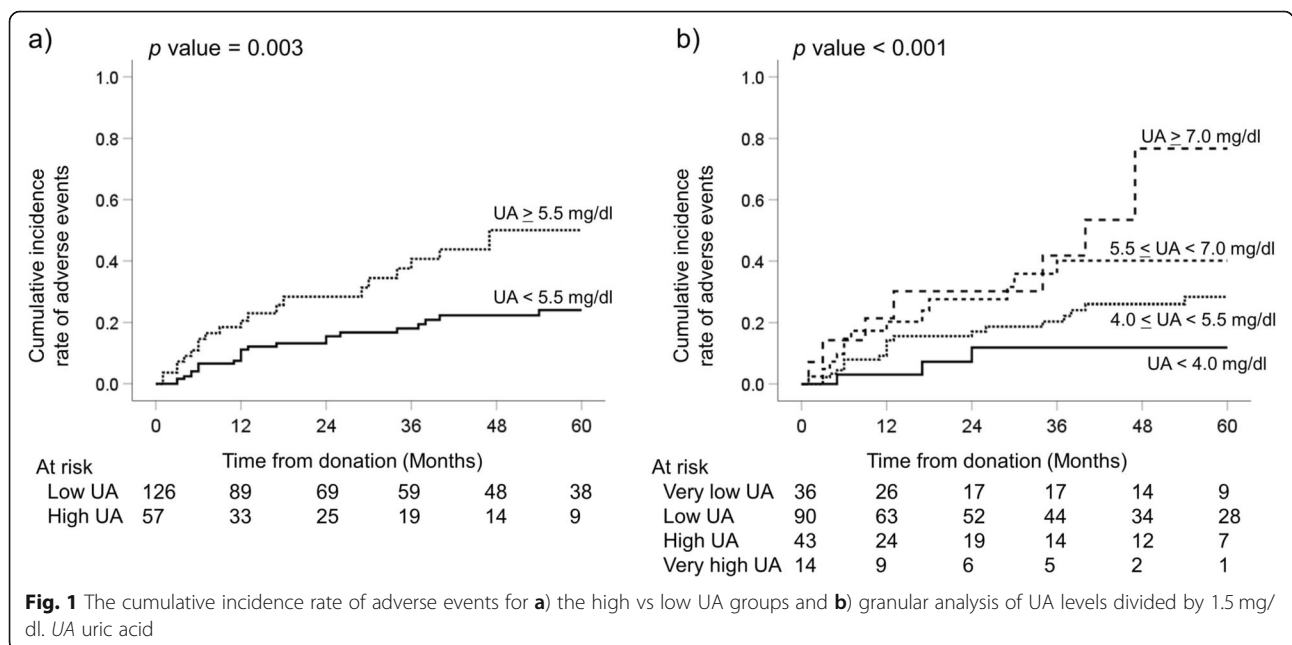 a)
p value = 0.003
1.0
0.8
0.6
0.4
0.2
0.0
Cumulative incidence
rate of adverse events
UA ≥ 5.5 mg/dl
UA < 5.5 mg/dl
0 12 24 36 48 60
Time from donation (Months)
At risk
Low UA 126 89 69 59 48 38
High UA 57 33 25 19 14 9
b)
p value < 0.001
1.0
0.8
0.6
0.4
0.2
0.0
Cumulative incidence
rate of adverse events
UA ≥ 7.0 mg/dl
5.5 ≤ UA < 7.0 mg/dl
4.0 ≤ UA < 5.5 mg/dl
UA < 4.0 mg/dl
0 12 24 36 48 60
Time from donation (Months)
At risk
Very low UA 36 26 17 17 14 9
Low UA 90 63 52 44 34 28
High UA 43 24 19 14 12 7
Very high UA 14 9 6 5 2 1
Fig. 1 The cumulative incidence rate of adverse events for a) the high vs low UA groups and b) granular analysis of UA levels divided by 1.5 mg/
dl. UA uric acid